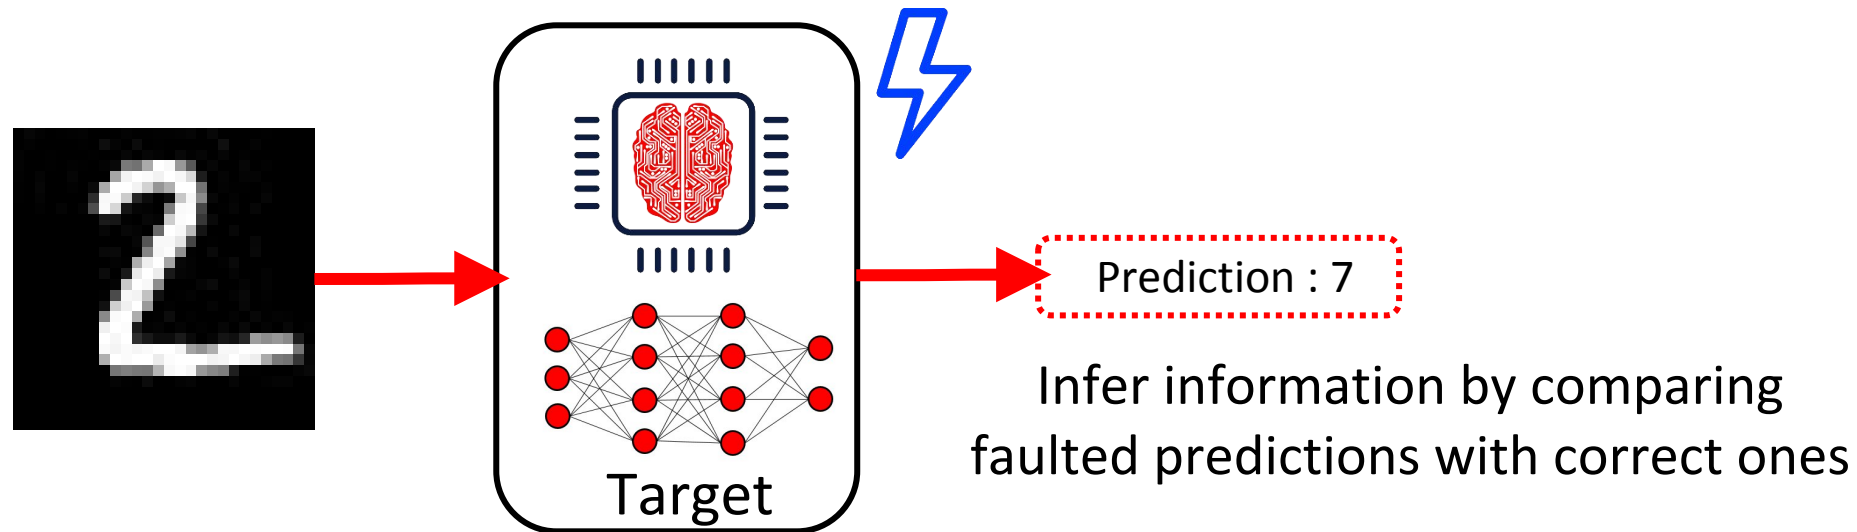 Prediction : 7
Infer information by comparing
faulted predictions with correct ones
Target